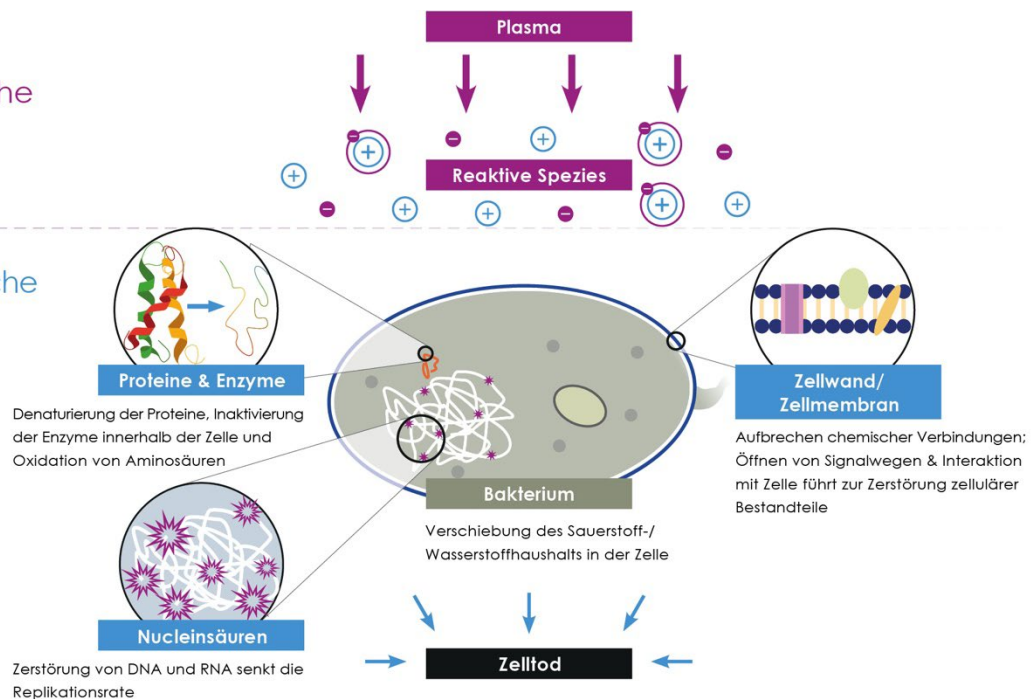 Plasma
Reaktive Spezies
Proteine & Enzyme
Denaturierung der Proteine, Inaktivierung
der Enzyme innerhalb der Zelle und
Oxidation von Aminosäuren
Zellwand/
Zellmembran
Aufbrechen chemischer Verbindungen;
Öffnen von Signalwegen & Interaktion
mit Zelle führt zur Zerstörung zellulärer
Bestandteile
Bakterium
Verschiebung des Sauerstoff-/
Wasserstoffhaushalts in der Zelle
Nucleinsäuren
Zerstörung von DNA und RNA senkt die
Replikationsrate
Zelltod